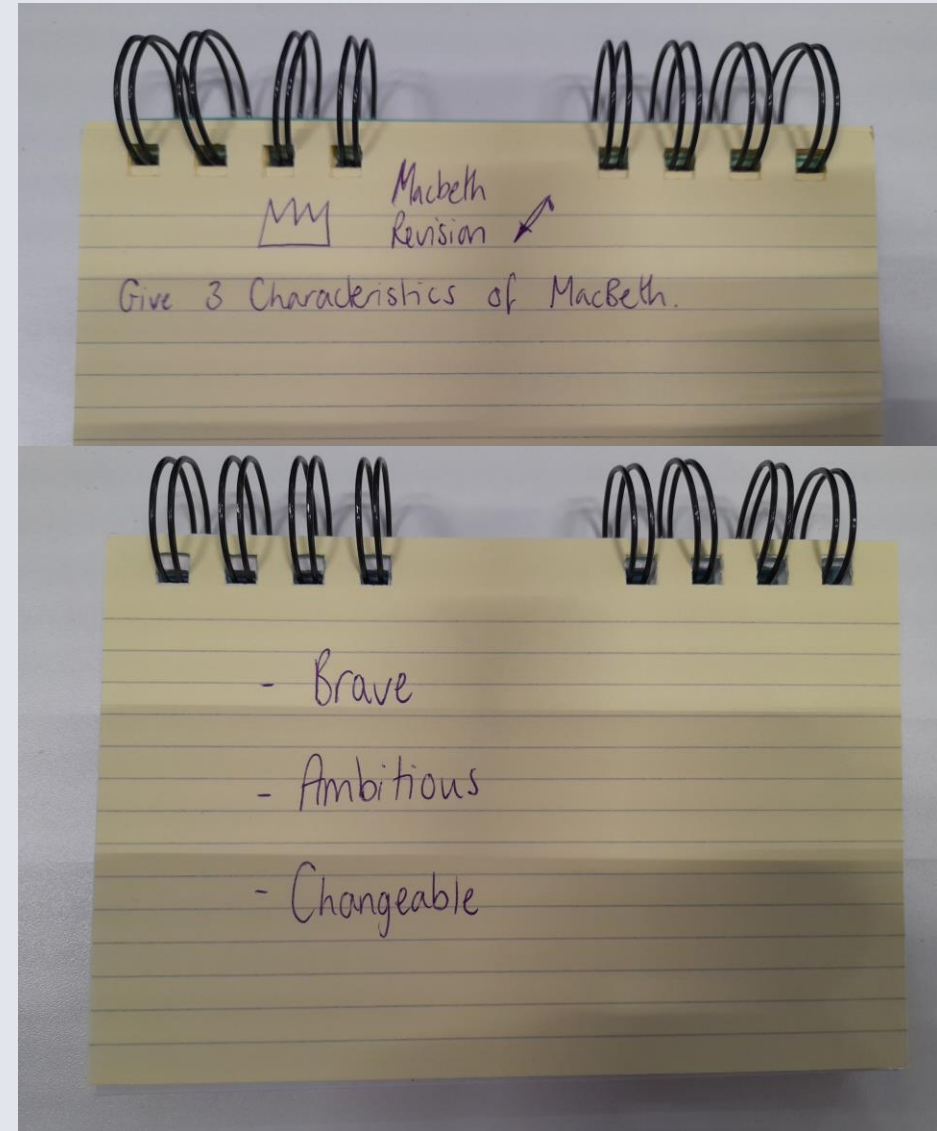 Macbeth
Revision
Give 3 Characteristics of MacBeth.
- Brave
- Ambitious
- Changeable